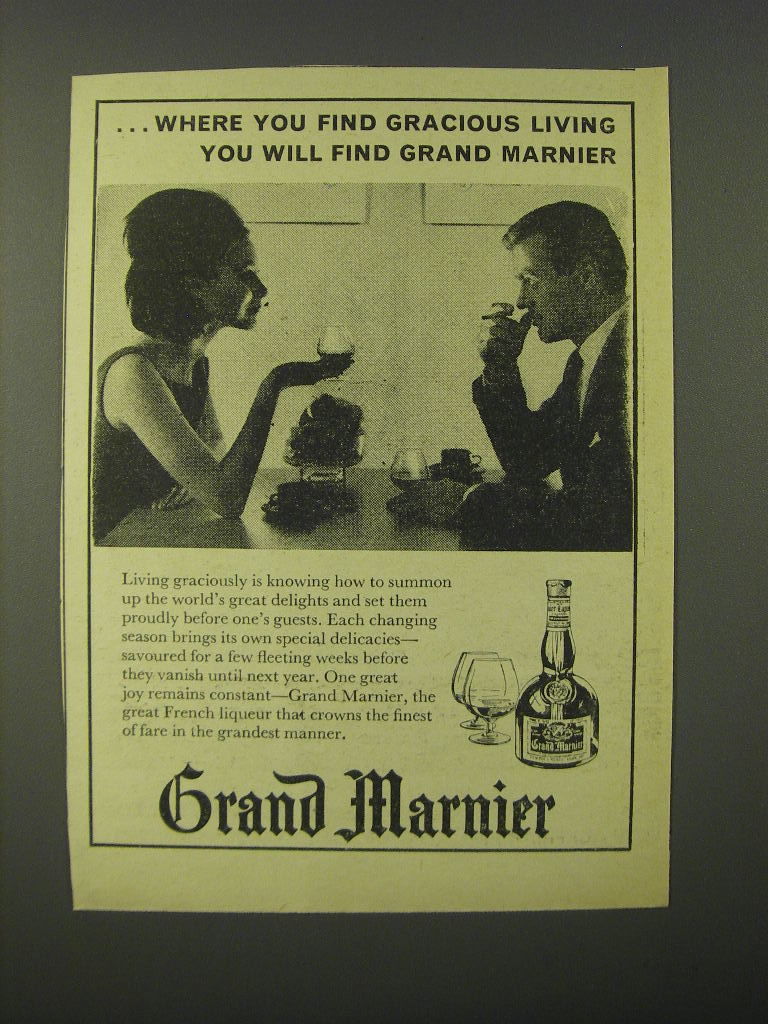 ...WHERE YOU FIND GRACIOUS LIVING
YOU WILL FIND GRAND MARNIER
Living graciously is knowing how to summon
up the world's great delights and set them
proudly before one's guests. Each changing
season brings its own special delicacies—
savoured for a few fleeting weeks before
they vanish until next year. One great
joy remains constant—Grand Marnier, the
great French liqueur that crowns the finest
of fare in the grandest manner.
Grand Marnier
Grand Marnier